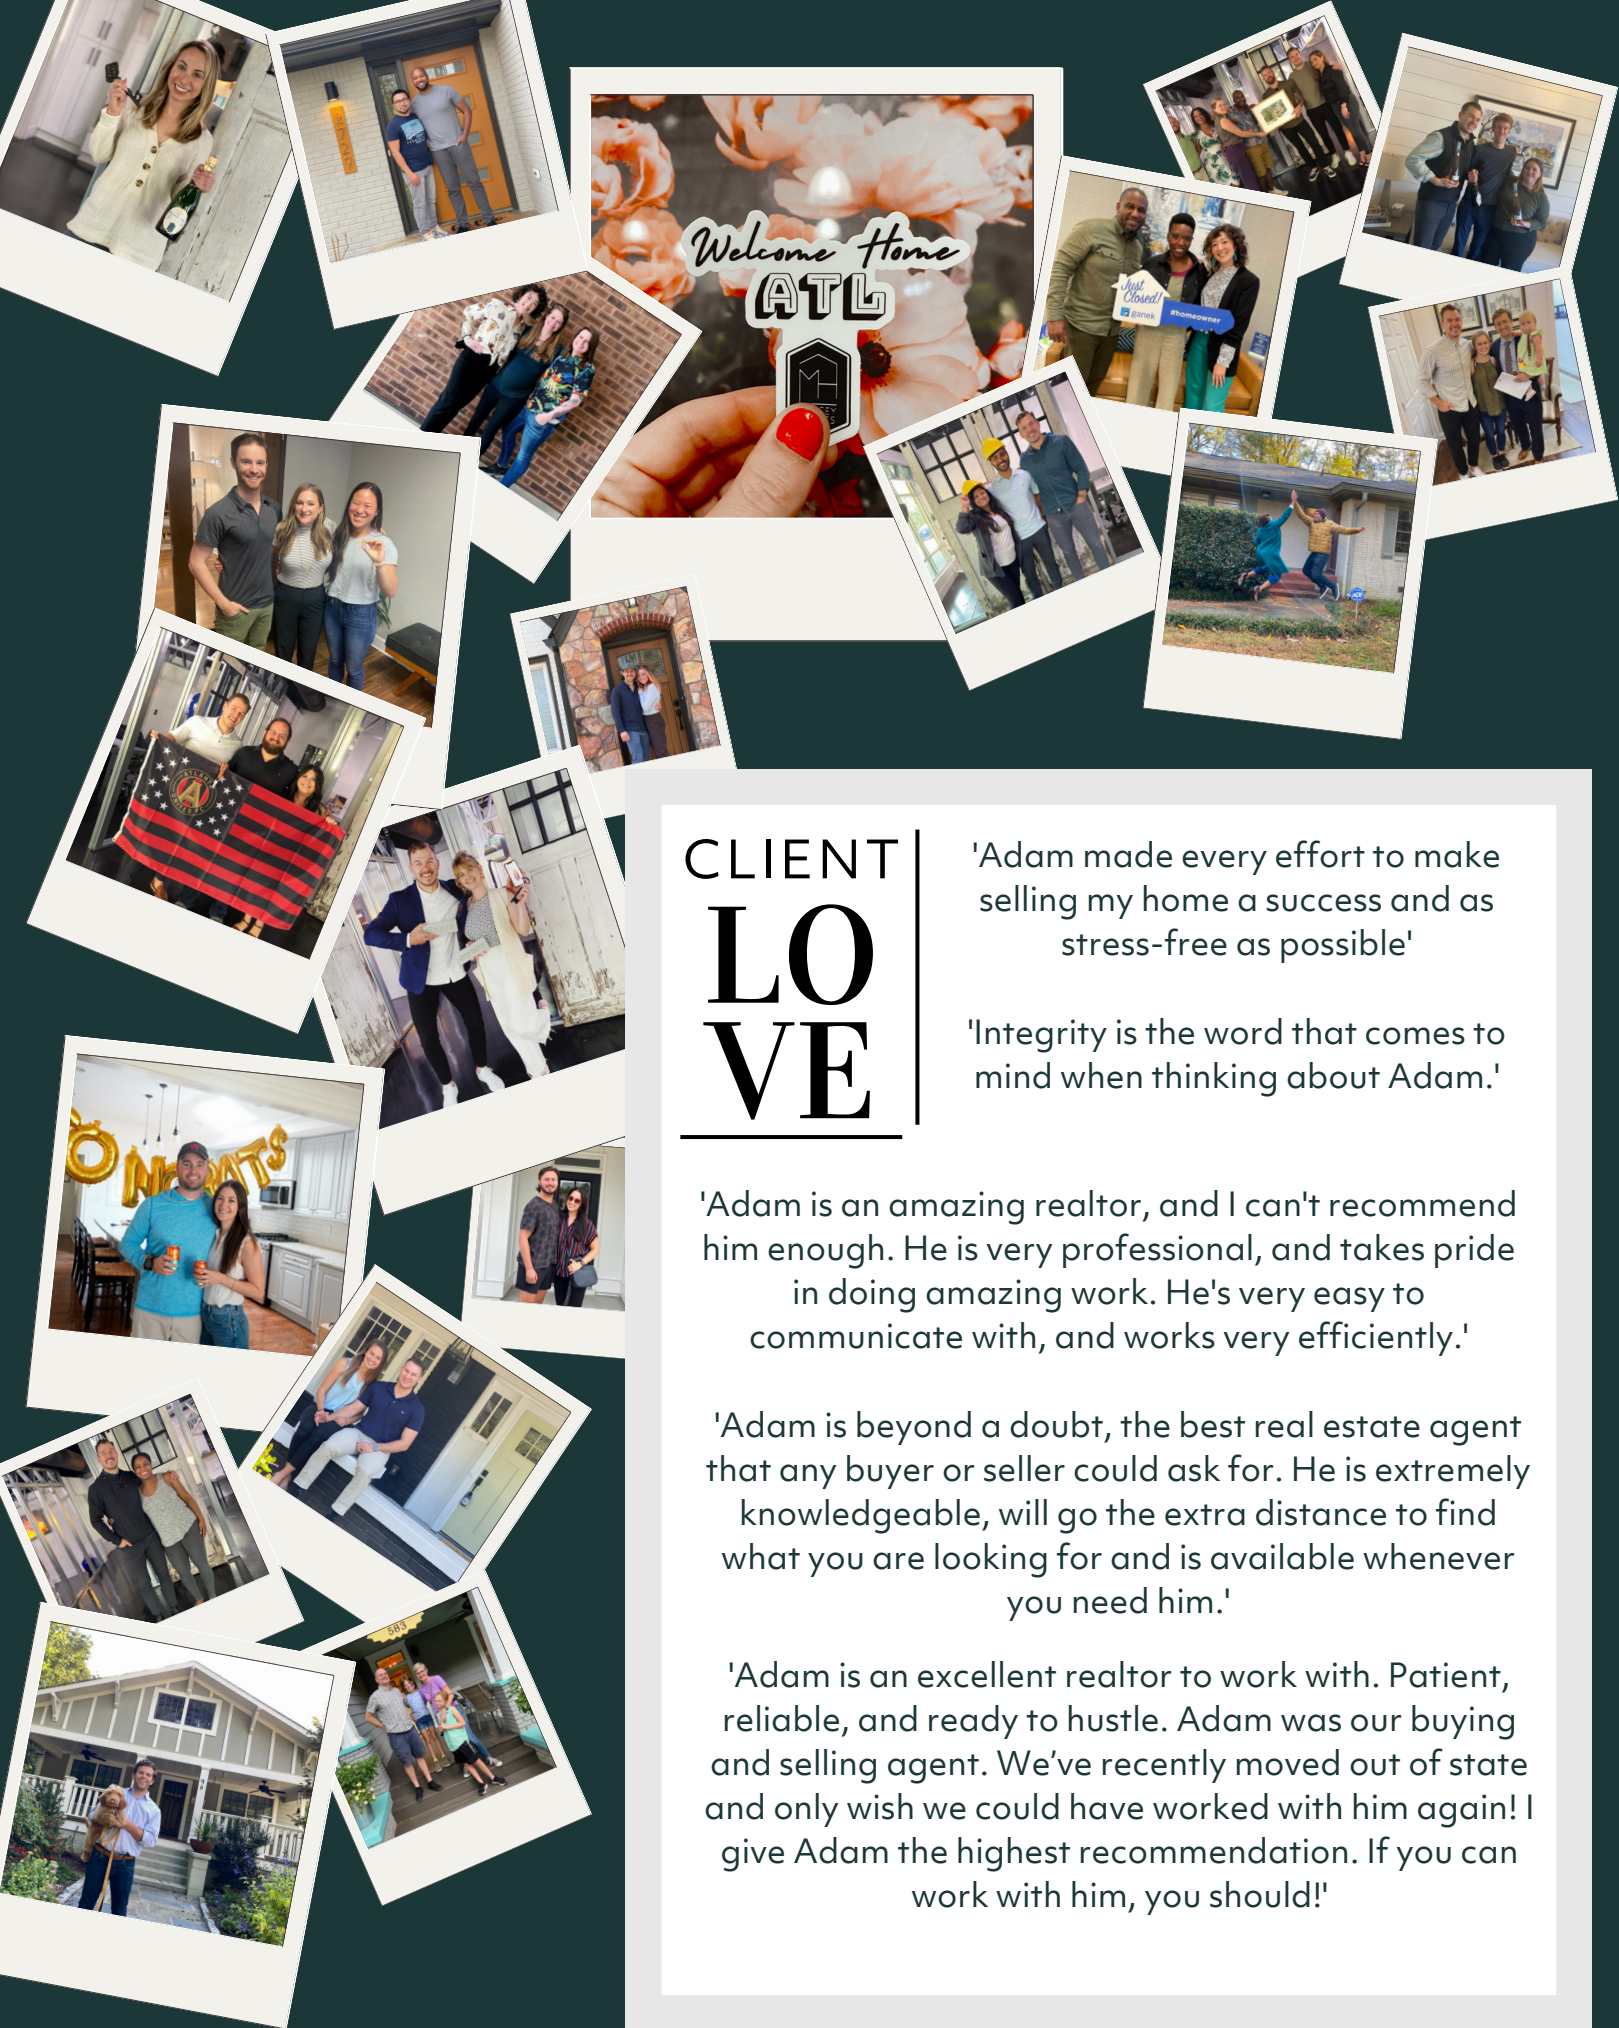 Welcome Home
ATL
MH
Just
Closed!
ganek
#homeowner
ATLANTA
UNITED FC
A
583
CLIENT
LO
VE
'Adam made every effort to make
selling my home a success and as
stress-free as possible'
'Integrity is the word that comes to
mind when thinking about Adam.'
'Adam is an amazing realtor, and I can't recommend
him enough. He is very professional, and takes pride
in doing amazing work. He's very easy to
communicate with, and works very efficiently.'
'Adam is beyond a doubt, the best real estate agent
that any buyer or seller could ask for. He is extremely
knowledgeable, will go the extra distance to find
what you are looking for and is available whenever
you need him.'
'Adam is an excellent realtor to work with. Patient,
reliable, and ready to hustle. Adam was our buying
and selling agent. We’ve recently moved out of state
and only wish we could have worked with him again! I
give Adam the highest recommendation. If you can
work with him, you should!'